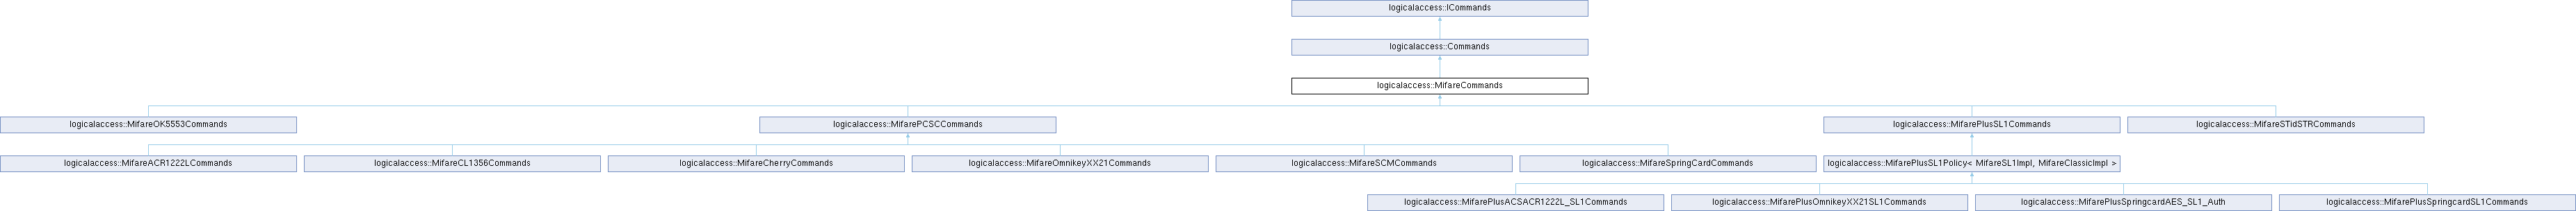 logicalaccess::ICommands
logicalaccess::Commands
logicalaccess::MifareCommands
logicalaccess::MifareOK5553Commands
logicalaccess::MifarePCSCCommands
logicalaccess::MifarePlusSL1Commands
logicalaccess::MifareSTidSTRCommands
logicalaccess::MifareACR1222LCommands
logicalaccess::MifareCL1356Commands
logicalaccess::MifareCherryCommands
logicalaccess::MifareOmnikeyXX21Commands
logicalaccess::MifareSCMCommands
logicalaccess::MifareSpringCardCommands
logicalaccess::MifarePlusSL1Policy< MifareSL1Impl, MifareClassicImpl >
logicalaccess::MifarePlusACSACR1222L_SL1Commands
logicalaccess::MifarePlusOmnikeyXX21SL1Commands
logicalaccess::MifarePlusSpringcardAES_SL1_Auth
logicalaccess::MifarePlusSpringcardSL1Commands